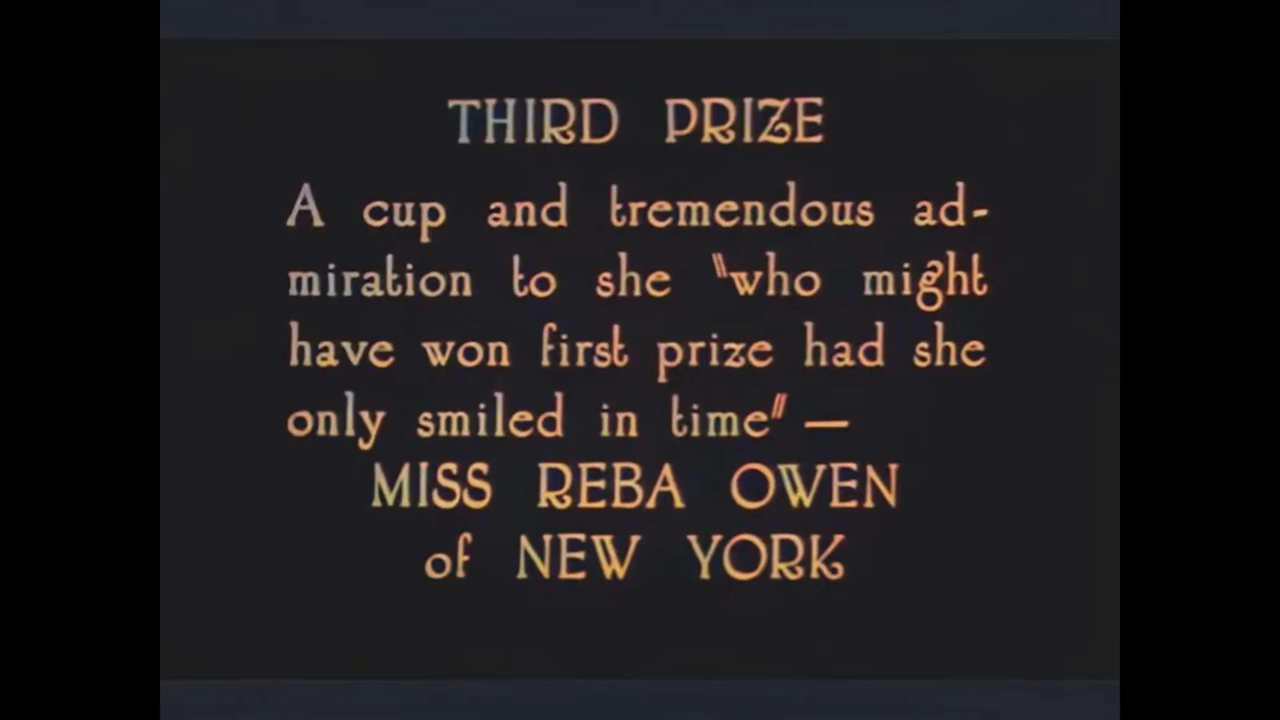 THIRD PRIZE
A cup and tremendous ad-
miration to she "who might
have won first prize had she
only smiled in time" —
MISS REBA OWEN
of NEW YORK